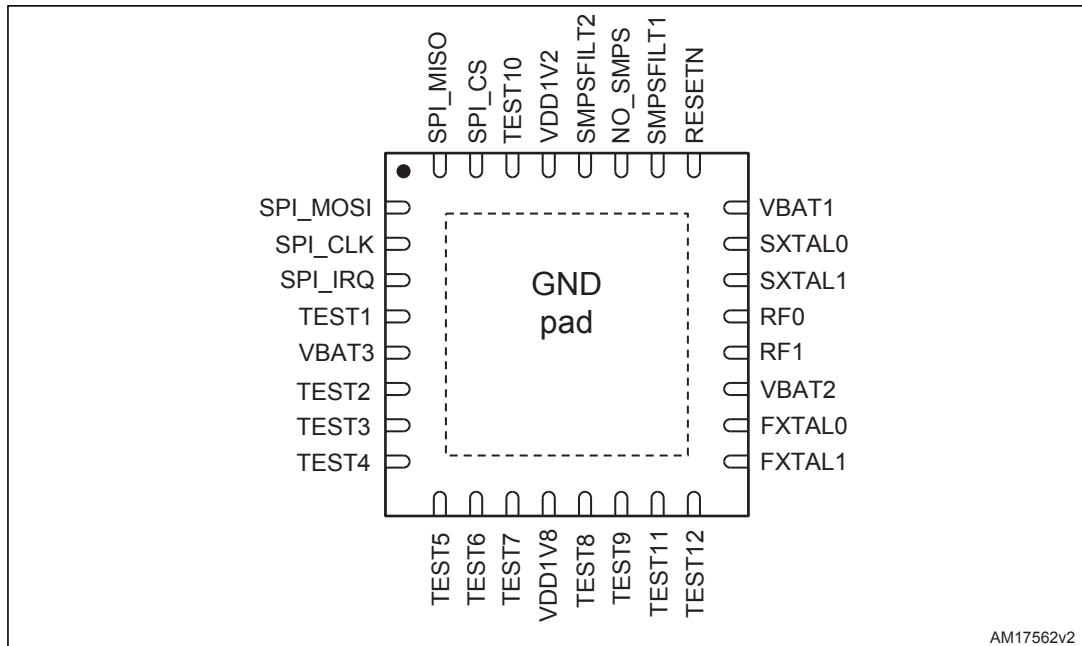 SPI_MISO
SPI_CS
TEST10
VDD1V2
SMPSFILT2
NO_SMPS
SMPSFILT1
RESETN
SPI_MOSI
SPI_CLK
SPI_IRQ
TEST1
VBAT3
TEST2
TEST3
TEST4
GND
pad
VBAT1
SXTAL0
SXTAL1
RF0
RF1
VBAT2
FXTAL0
FXTAL1
TEST5
TEST6
TEST7
VDD1V8
TEST8
TEST9
TEST11
TEST12
AM17562v2